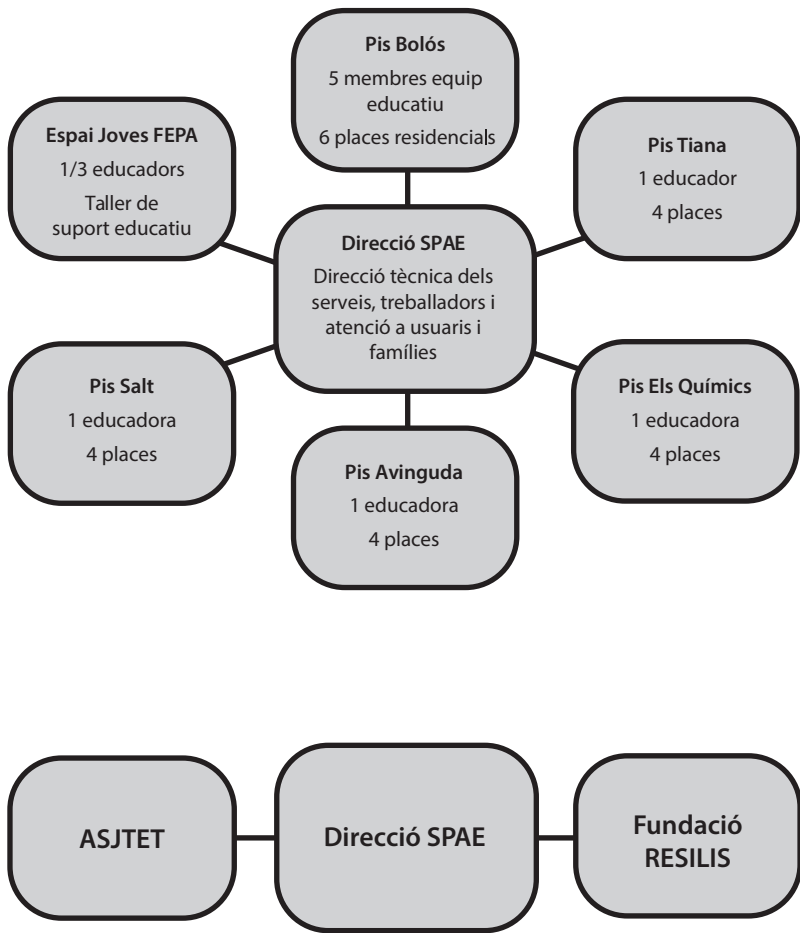 Pis Bolós
5 membres equip
educatiu
6 places residencials
Espai Joves FEPA
1/3 educadors
Taller de
suport educatiu
Pis Tiana
1 educador
4 places
Direcció SPAE
Direcció tècnica dels
serveis, treballadors i
atenció a usuaris i
famílies
Pis Salt
1 educadora
4 places
Pis Els Químics
1 educadora
4 places
Pis Avinguda
1 educadora
4 places
ASJTET
Direcció SPAE
Fundació
RESILIS